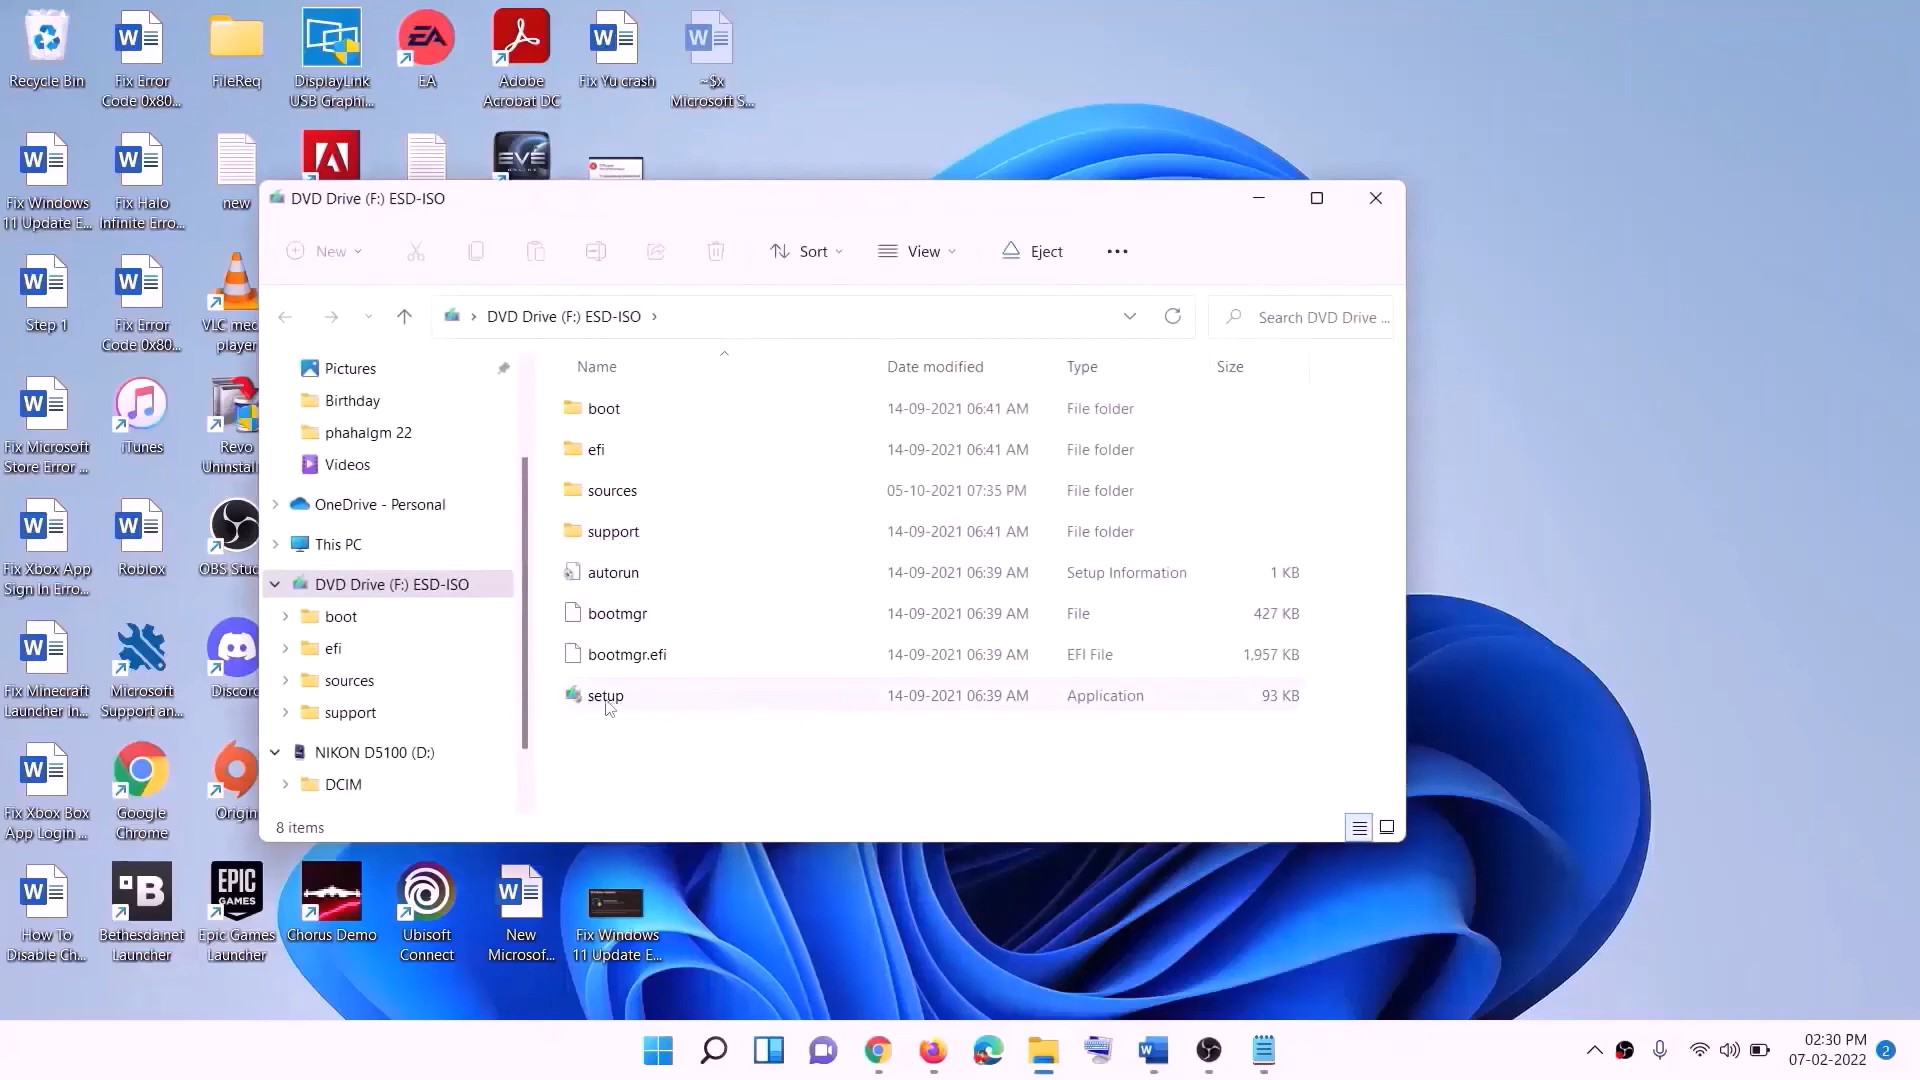 Recycle Bin
Fix Error
Code 0x80...
FileReq
DisplayLink
USB Graphi...
EA
Adobe
Acrobat DC
Fix Yu crash
~$x
Microsoft S...
EVE
Fix Windows
11 Update E...
Fix Halo
Infinite Erro...
new
DVD Drive (F:) ESD-ISO
New
Sort
View
Eject
DVD Drive (F:) ESD-ISO
Search DVD Drive ...
Step 1
Fix Error
Code 0x80...
VLC med
player
Name
Date modified
Type
Size
Pictures
Birthday
phahalgm 22
Videos
OneDrive - Personal
This PC
DVD Drive (F:) ESD-ISO
boot
efi
sources
support
NIKON D5100 (D:)
DCIM
boot 14-09-2021 06:41 AM File folder
efi 14-09-2021 06:41 AM File folder
sources 05-10-2021 07:35 PM File folder
support 14-09-2021 06:41 AM File folder
autorun 14-09-2021 06:39 AM Setup Information 1 KB
bootmgr 14-09-2021 06:39 AM File 427 KB
bootmgr.efi 14-09-2021 06:39 AM EFI File 1,957 KB
setup 14-09-2021 06:39 AM Application 93 KB
8 items
Fix Microsoft
Store Error ...
iTunes
Revo
Uninstall
Fix Xbox App
Sign In Erro...
Roblox
OBS Stud
Fix Minecraft
Launcher in...
Microsoft
Support an...
Discord
Fix Xbox Box
App Login ...
Google
Chrome
Origin
How To
Disable Ch...
Bethesda.net
Launcher
EPIC
GAMES
Epic Games
Launcher
Chorus Demo
Ubisoft
Connect
New
Microsof...
Fix Windows
11 Update E...
02:30 PM
07-02-2022
2